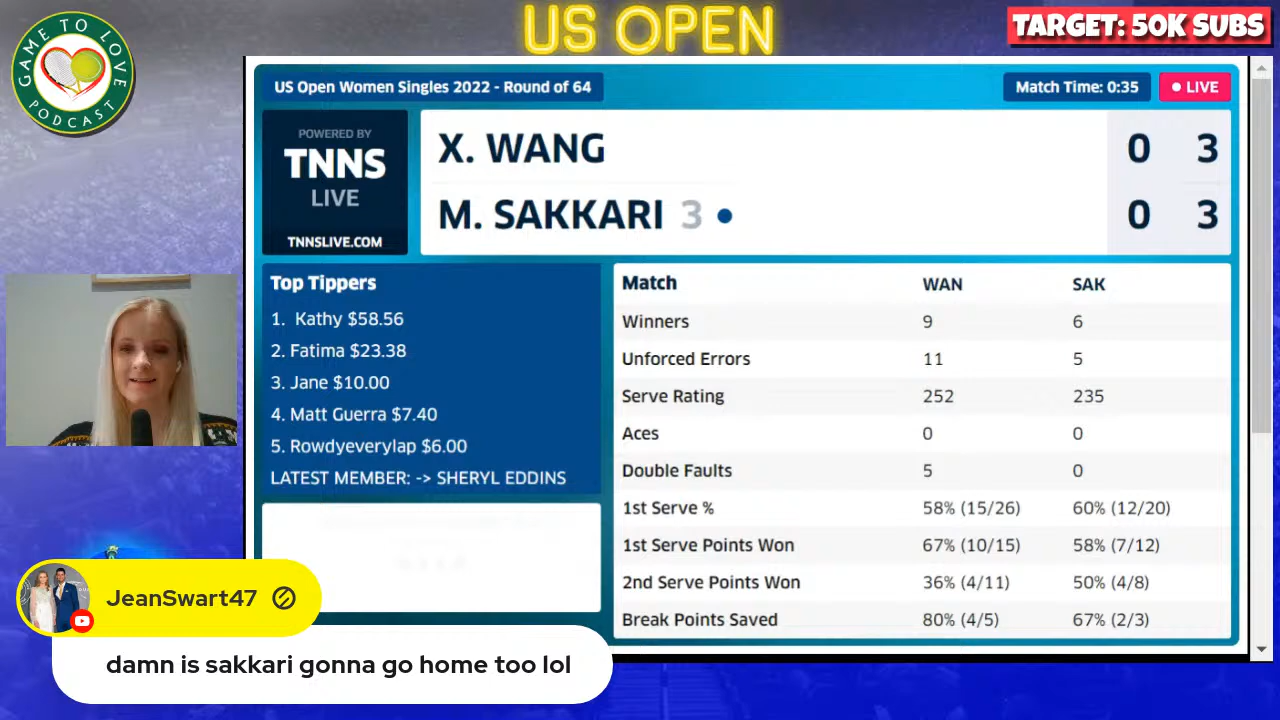 GAME TO LOVE PODCAST
US OPEN
TARGET: 50K SUBS
US Open Women Singles 2022 - Round of 64
Match Time: 0:35
LIVE
POWERED BY
TNNS
LIVE
TNNSLIVE.COM
X. WANG 0 3
M. SAKKARI 3 0 3
Top Tippers
1. Kathy $58.56
2. Fatima $23.38
3. Jane $10.00
4. Matt Guerra $7.40
5. Rowdyeverylap $6.00
LATEST MEMBER: -> SHERYL EDDINS
Match WAN SAK
Winners 9 6
Unforced Errors 11 5
Serve Rating 252 235
Aces 0 0
Double Faults 5 0
1st Serve % 58% (15/26) 60% (12/20)
1st Serve Points Won 67% (10/15) 58% (7/12)
2nd Serve Points Won 36% (4/11) 50% (4/8)
Break Points Saved 80% (4/5) 67% (2/3)
JeanSwart47
damn is sakkari gonna go home too lol